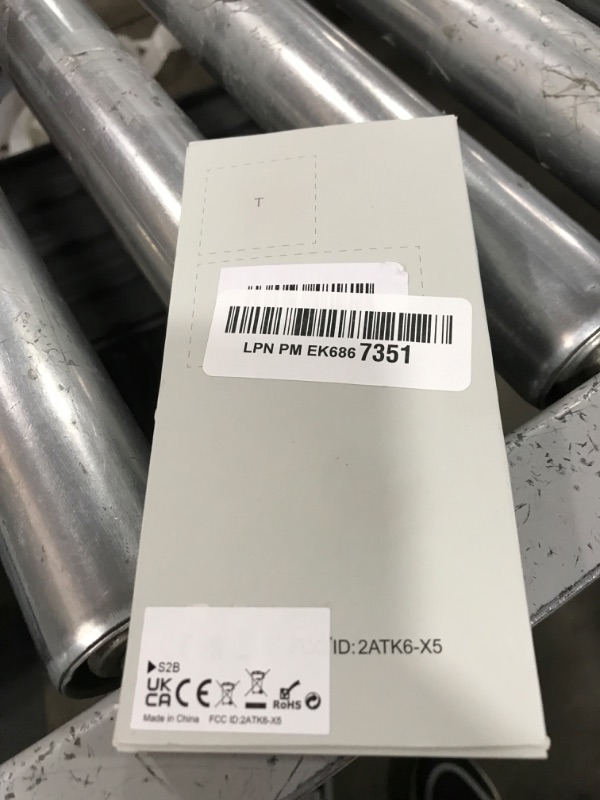 T
LPN PM EK686 7351
ID: 2ATK6-X5
S2B
UK
CA CE RoHS
Made in China FCC ID:2ATK6-X5